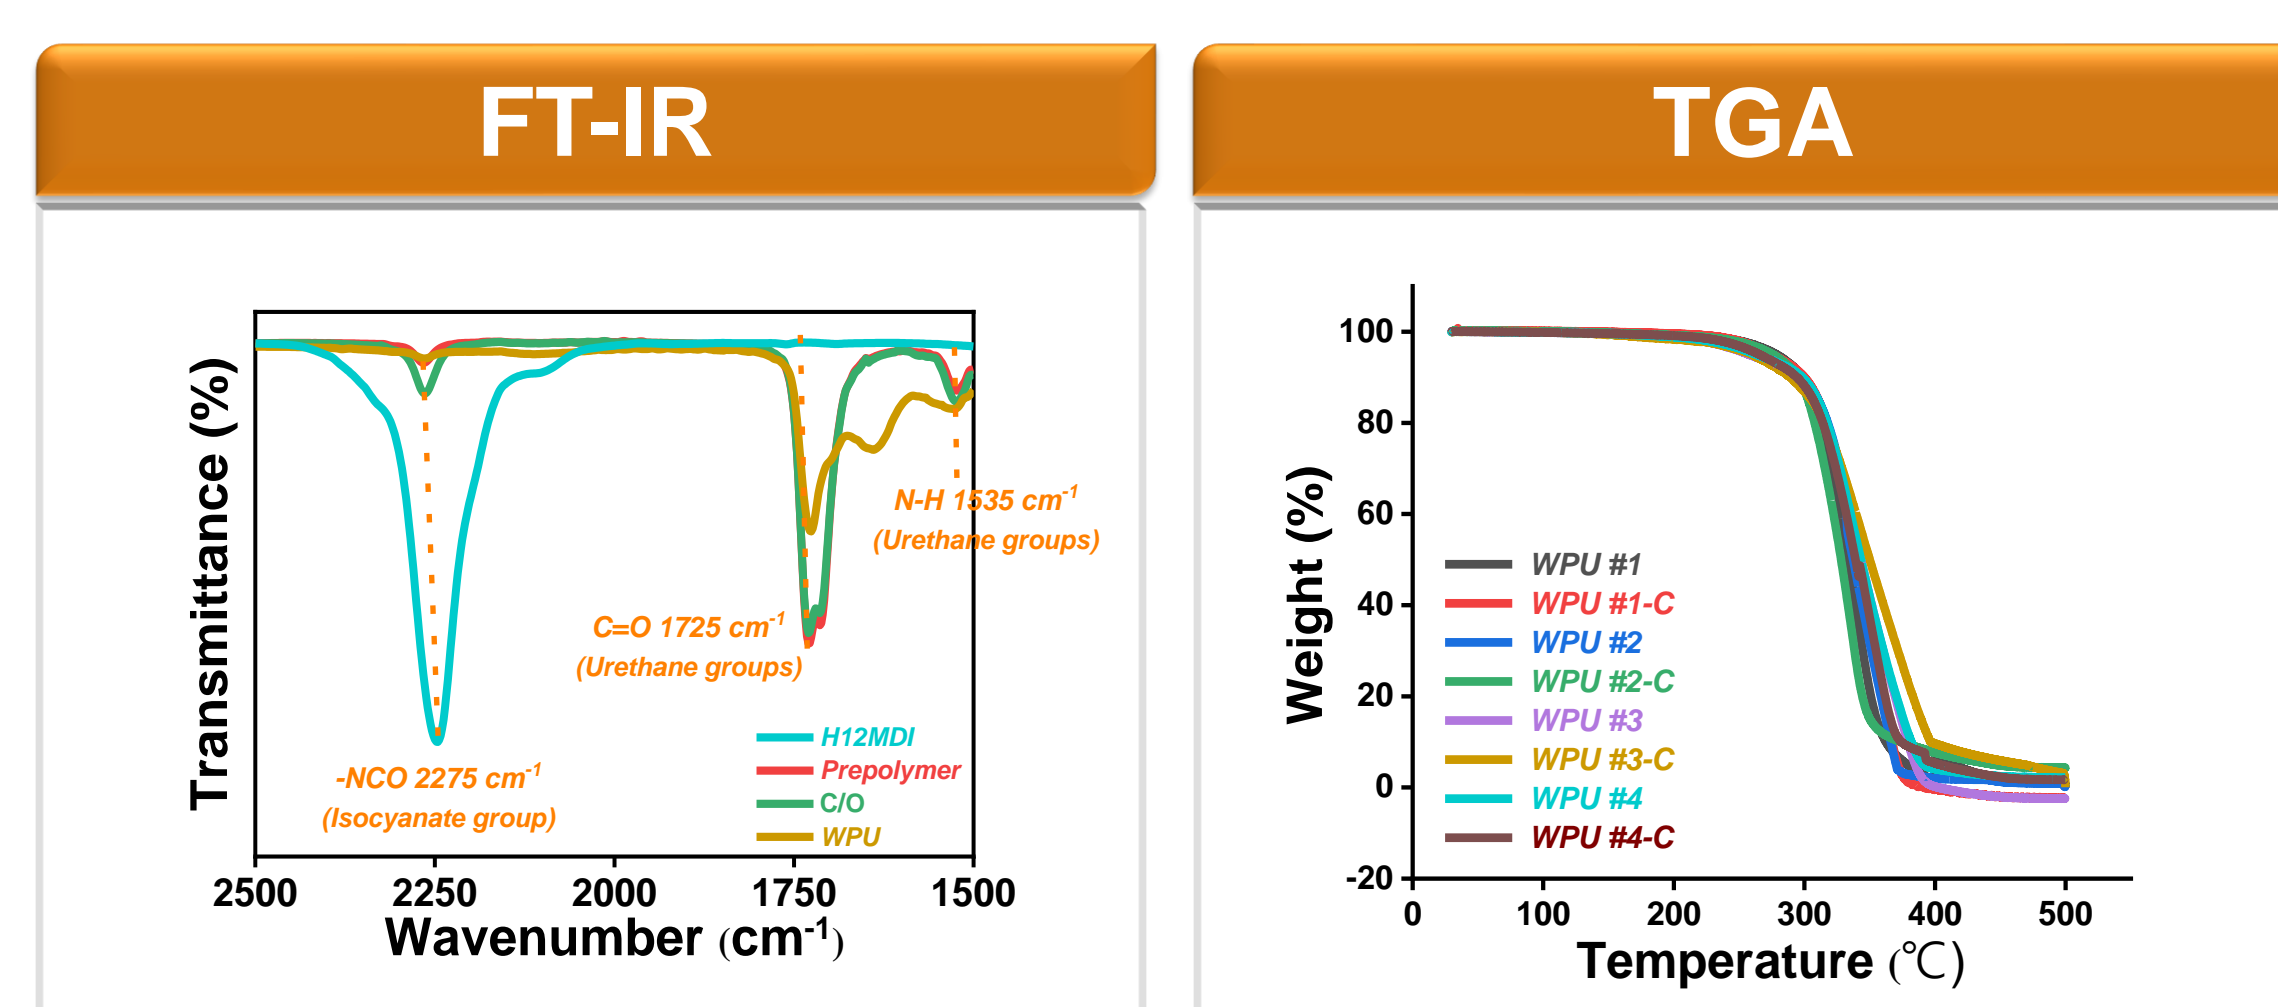 FT-IR
Transmittance (%)
N-H 1535 cm⁻¹
(Urethane groups)
C=O 1725 cm⁻¹
(Urethane groups)
-NCO 2275 cm⁻¹
(Isocyanate group)
H12MDI
Prepolymer
C/O
WPU
2500 2250 2000 1750 1500
Wavenumber (cm⁻¹)
TGA
Weight (%)
100
80
60
40
20
0
-20
WPU #1
WPU #1-C
WPU #2
WPU #2-C
WPU #3
WPU #3-C
WPU #4
WPU #4-C
0 100 200 300 400 500
Temperature (℃)